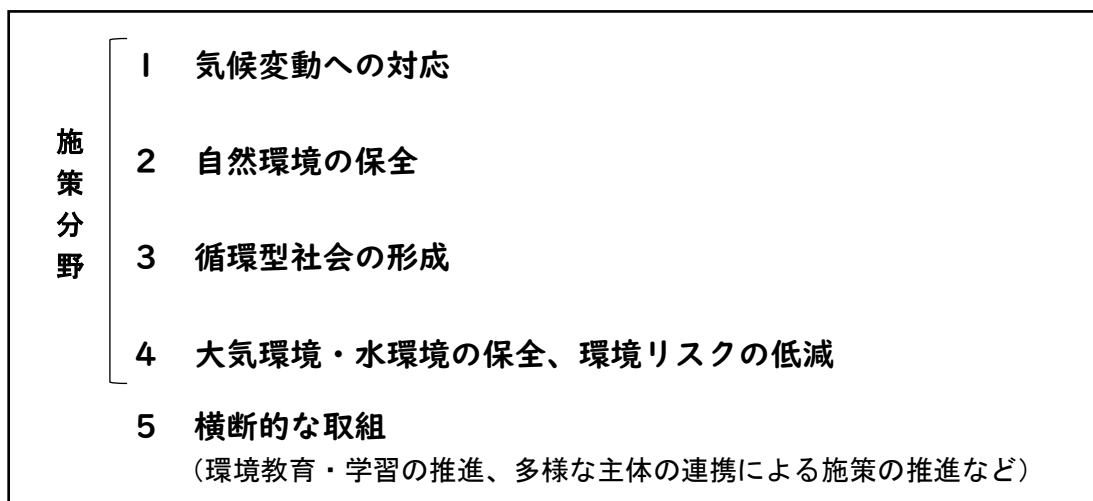 施策分野
1 気候変動への対応
2 自然環境の保全
3 循環型社会の形成
4 大気環境・水環境の保全、環境リスクの低減
5 横断的な取組
（環境教育・学習の推進、多様な主体の連携による施策の推進など）